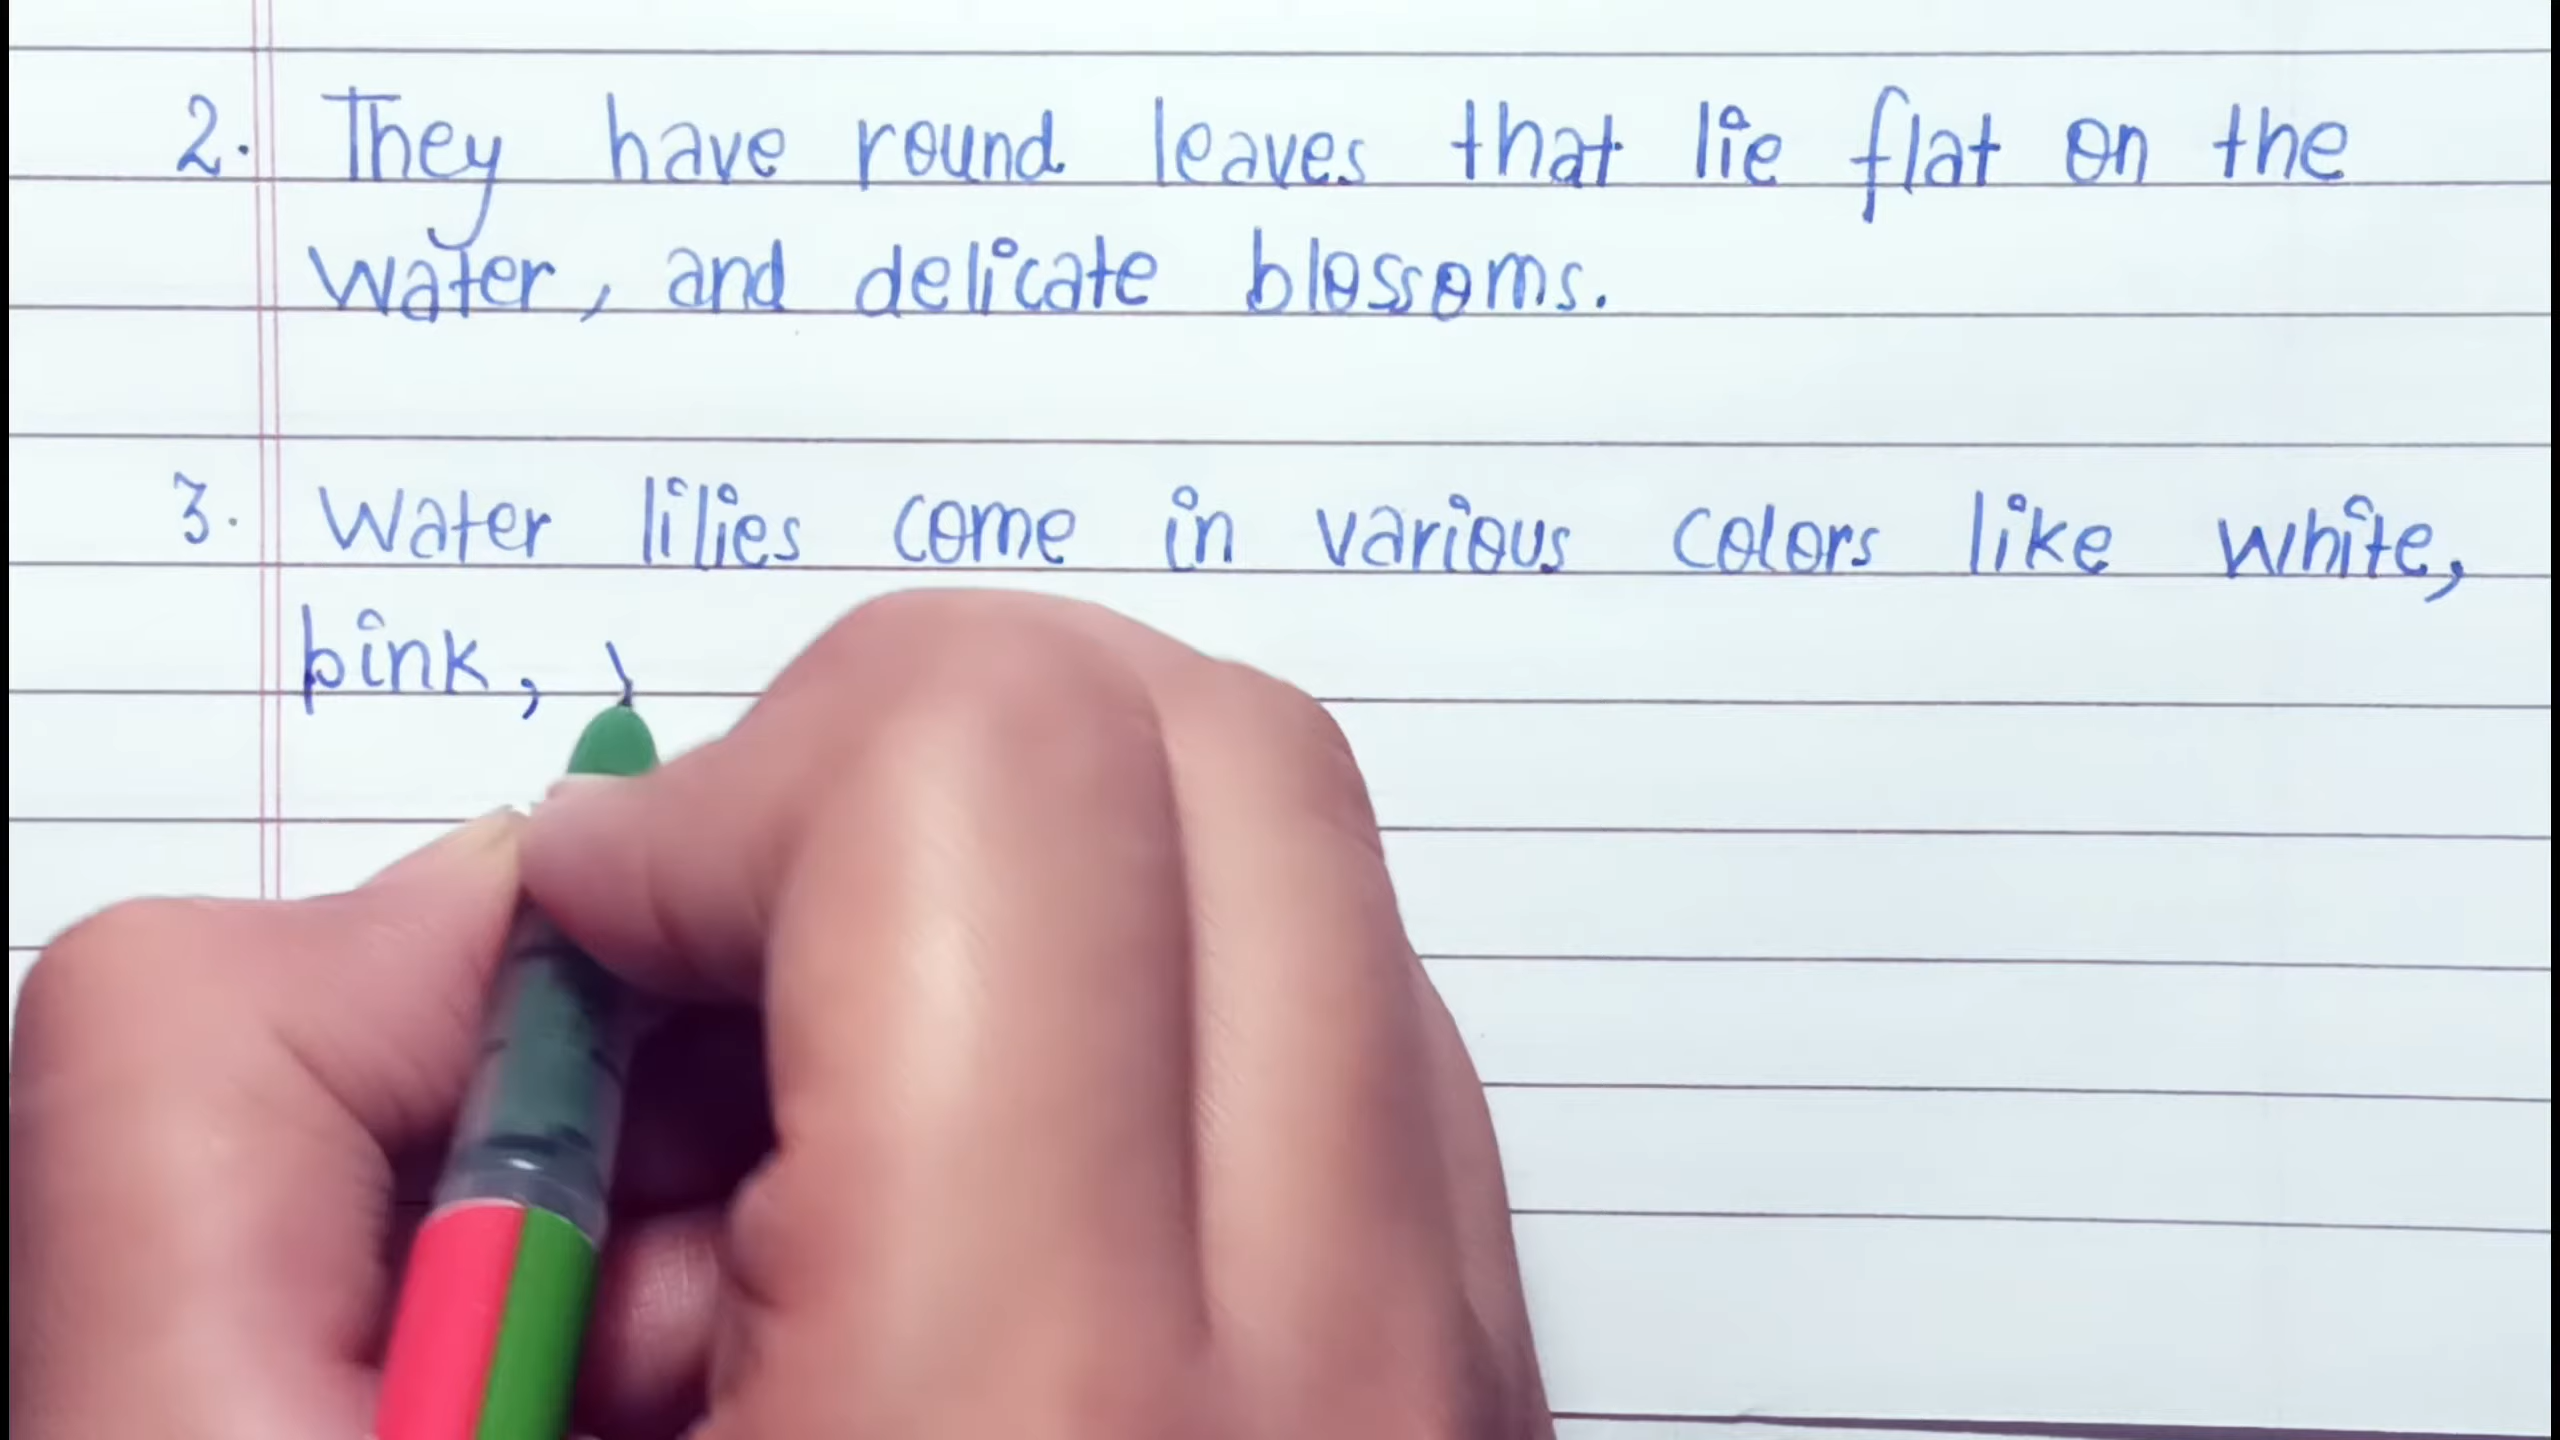 2. They have round leaves that lie flat on the
water, and delicate blossoms.
3. Water lilies come in various colors like white,
pink,